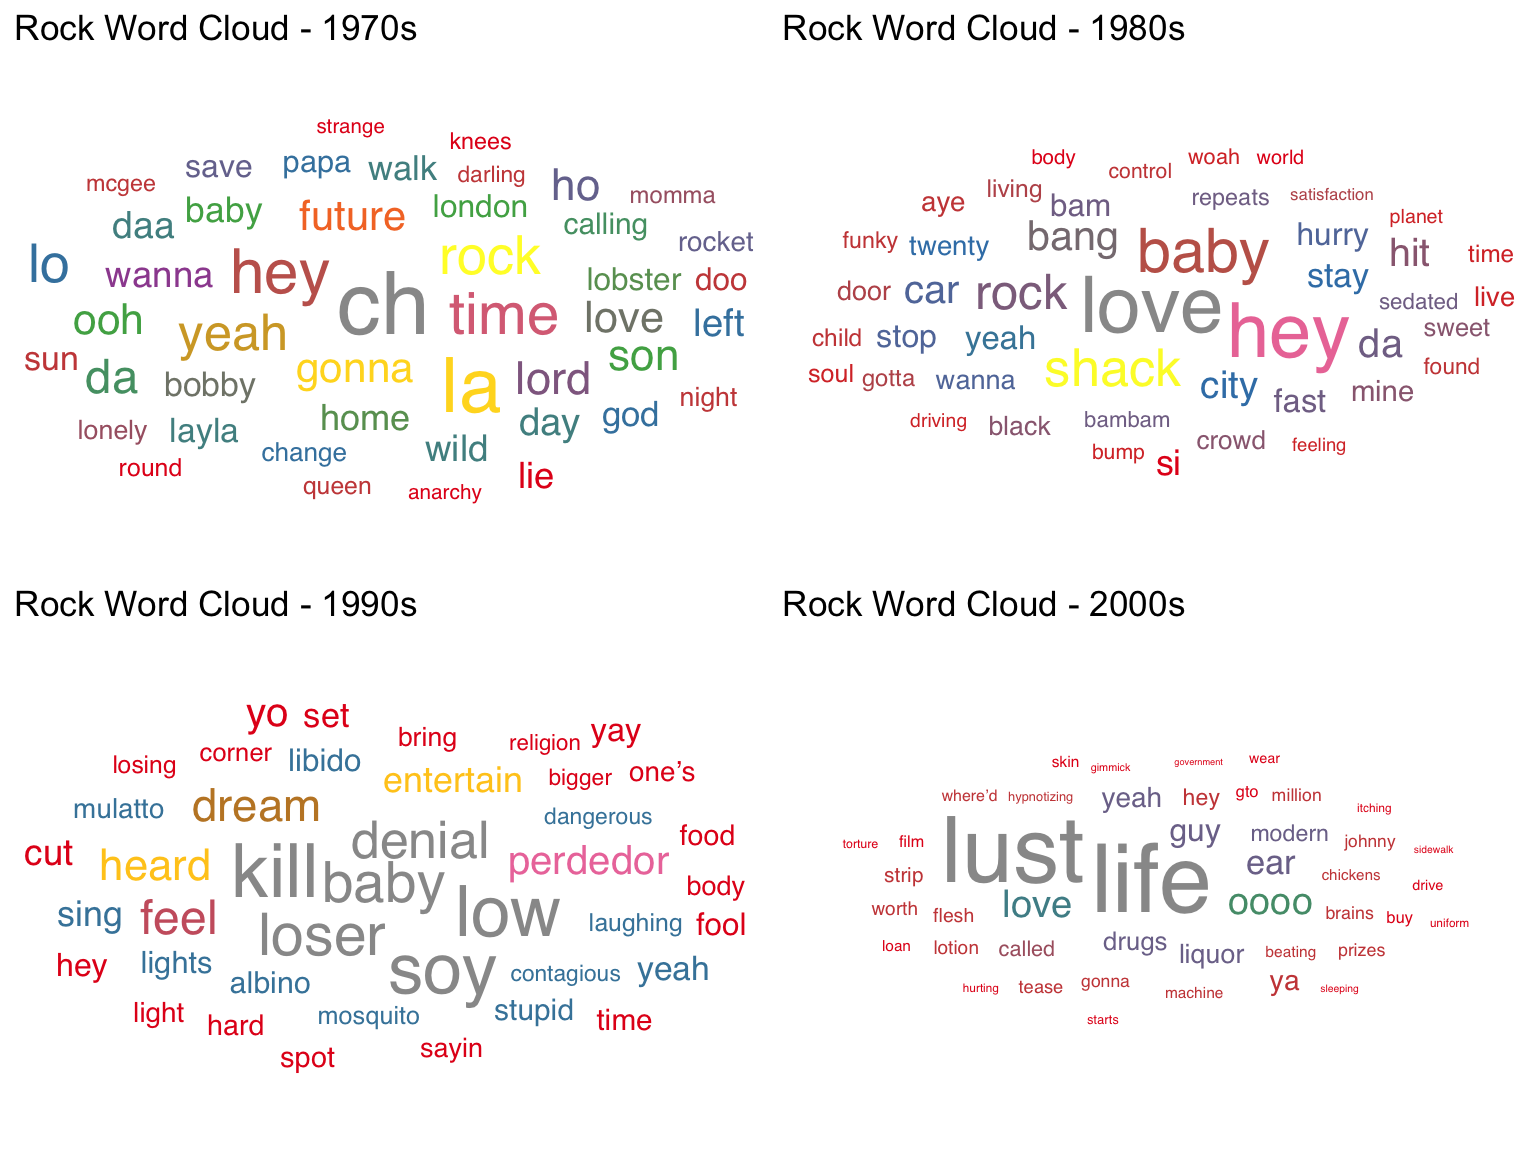 Rock Word Cloud - 1970s
strange
knees
save papa walk darling
mcgee ho momma
baby future london
daa calling
rocket
lo wanna hey rock lobster doo
ch time love left
ooh yeah
sun gonna la lord son
da bobby
home day god night
lonely layla change wild
round queen anarchy lie
Rock Word Cloud - 1980s
body control woah world
living repeats satisfaction
aye bam planet
funky twenty bang baby hurry hit time
door car rock love stay sedated live
child stop yeah hey da sweet
soul gotta wanna shack city mine found
fast
driving black bambam crowd feeling
bump si
Rock Word Cloud - 1990s
yo set
bring religion yay
losing corner libido
entertain bigger one’s
mulatto dream dangerous
denial food
cut heard kill baby perdedor body
sing feel loser low laughing fool
hey lights soy contagious yeah
albino
light hard mosquito stupid time
spot sayin
Rock Word Cloud - 2000s
skin gimmick government wear
where’d hypnotizing yeah hey gto million
itching
torture film lust guy modern johnny sidewalk
strip life ear chickens drive
worth flesh love oooo brains buy uniform
loan lotion called drugs liquor beating prizes
hurting tease gonna machine ya sleeping
starts